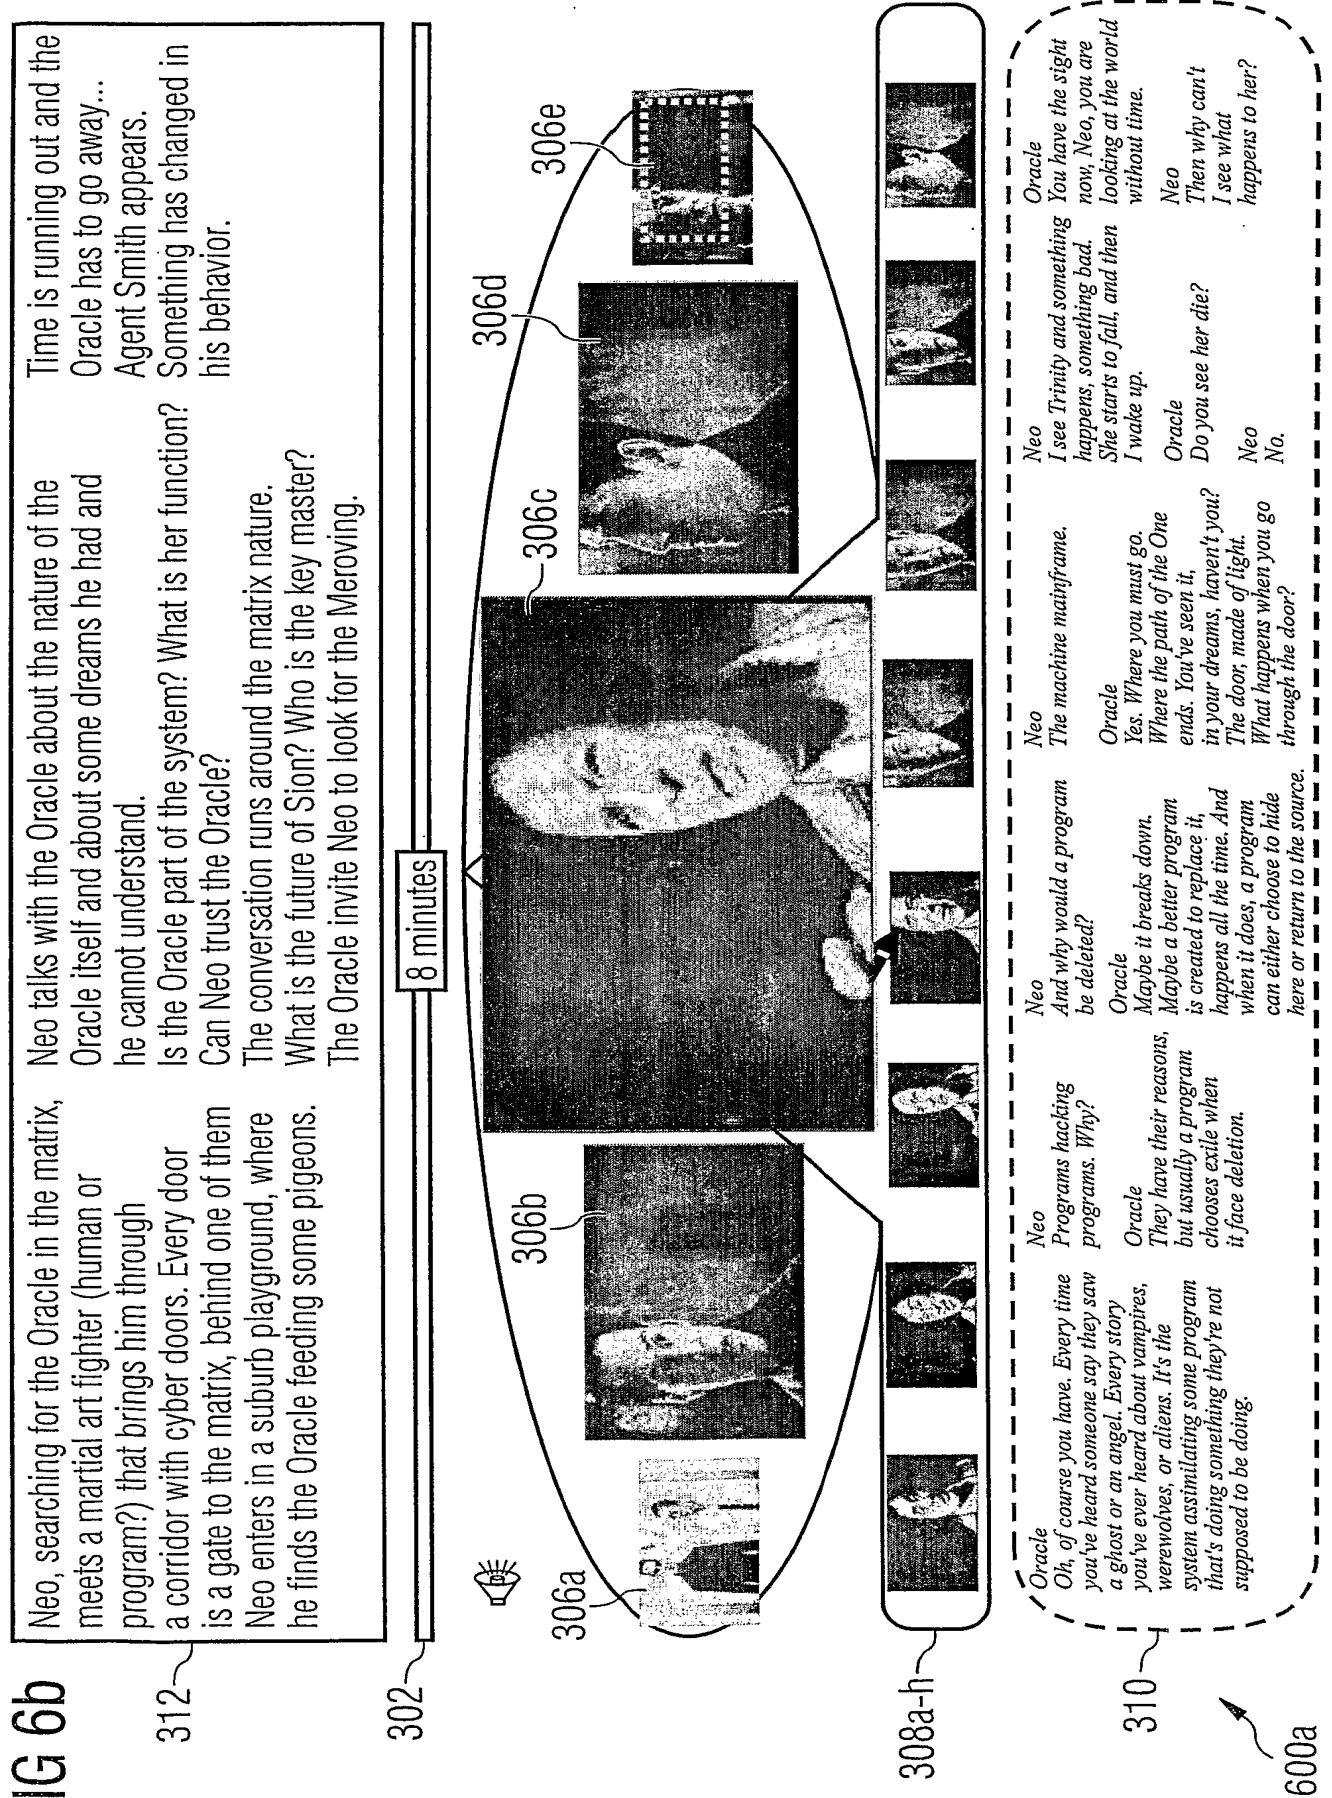 IG 6b
312
Neo, searching for the Oracle in the matrix,
meets a martial art fighter (human or
program?) that brings him through
a corridor with cyber doors. Every door
is a gate to the matrix, behind one of them
Neo enters in a suburb playground, where
he finds the Oracle feeding some pigeons.
Neo talks with the Oracle about the nature of the
Oracle itself and about some dreams he had and
he cannot understand.
Is the Oracle part of the system? What is her function?
Can Neo trust the Oracle?
The conversation runs around the matrix nature.
What is the future of Sion? Who is the key master?
The Oracle invite Neo to look for the Meroving.
Time is running out and the
Oracle has to go away...
Agent Smith appears.
Something has changed in
his behavior.
302
8 minutes
306a
306b
306c
306d
306e
308a-h
310
Oracle
Oh, of course you have. Every time
you've heard someone say they saw
a ghost or an angel. Every story
you've ever heard about vampires,
werewolves, or aliens. It's the
system assimilating some program
that's doing something they're not
supposed to be doing.
Neo
Programs hacking
programs. Why?
Oracle
They have their reasons,
but usually a program
chooses exile when
it face deletion.
Neo
And why would a program
be deleted?
Oracle
Maybe it breaks down.
Maybe a better program
is created to replace it,
happens all the time. And
when it does, a program
can either choose to hide
here or return to the source.
Neo
The machine mainframe.
Oracle
Yes. Where you must go.
Where the path of the One
ends. You've seen it,
in your dreams, haven't you?
The door, made of light.
What happens when you go
through the door?
Neo
I see Trinity and something
happens, something bad.
She starts to fall, and then
I wake up.
Oracle
Do you see her die?
Neo
No.
Oracle
You have the sight
now, Neo, you are
looking at the world
without time.
Neo
Then why can't
I see what
happens to her?
600a